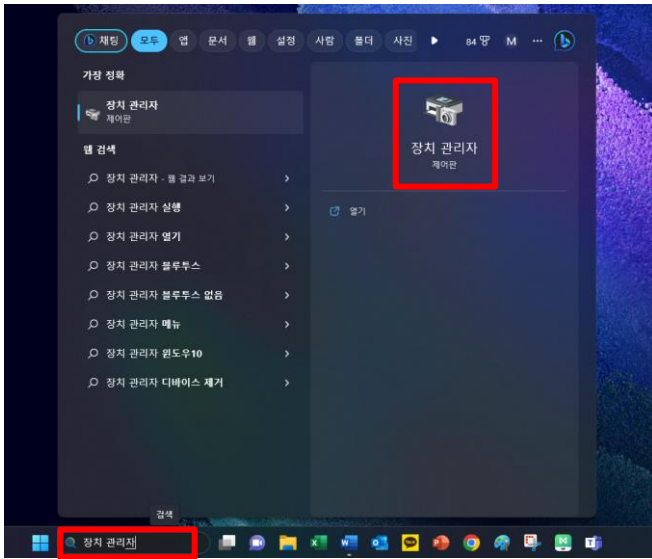 채팅 모두 앱 문서 웹 설정 사람 폴더 사진 84 M ···
가장 정확
장치 관리자
제어판
웹 검색
장치 관리자 - 웹 결과 보기
장치 관리자 실행
장치 관리자 열기
장치 관리자 블루투스
장치 관리자 블루투스 없음
장치 관리자 메뉴
장치 관리자 윈도우10
장치 관리자 디바이스 제거
장치 관리자
제어판
열기
검색
장치 관리자